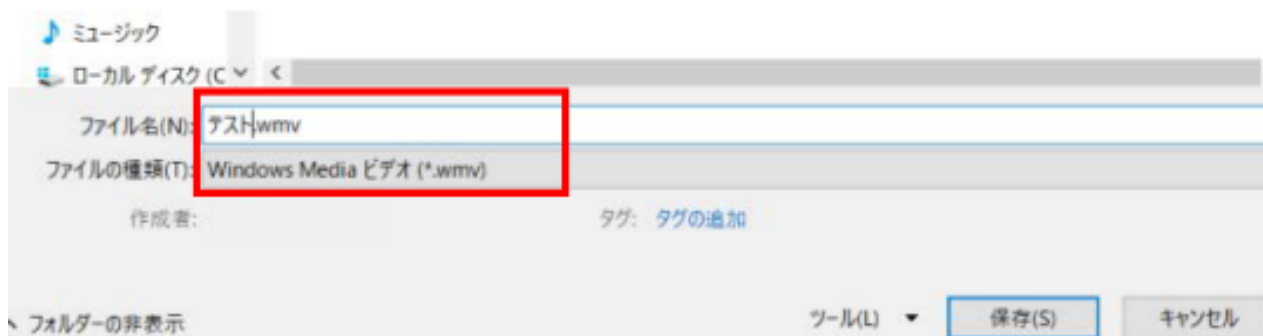 ミュージック
ローカル ディスク (C
ファイル名(N): テスト.wmv
ファイルの種類(T): Windows Media ビデオ (*.wmv)
作成者: タグ: タグの追加
フォルダーの非表示 ツール(L) 保存(S) キャンセル